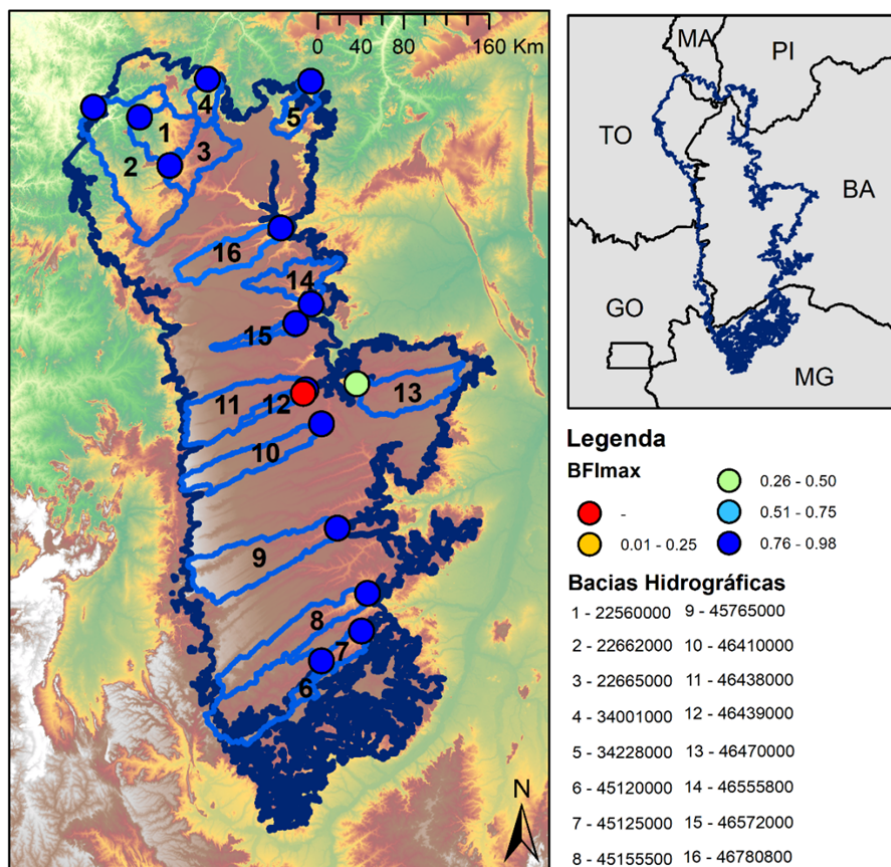 0 40 80 160 Km
4
5
1
2
3
16
14
15
11
12
13
10
9
8
7
6
N
MA
PI
TO
BA
GO
MG
Legenda
BFImax
-
0.01 - 0.25
0.26 - 0.50
0.51 - 0.75
0.76 - 0.98
Bacias Hidrográficas
1 - 22560000
2 - 22662000
3 - 22665000
4 - 34001000
5 - 34228000
6 - 45120000
7 - 45125000
8 - 45155500
9 - 45765000
10 - 46410000
11 - 46438000
12 - 46439000
13 - 46470000
14 - 46555800
15 - 46572000
16 - 46780800